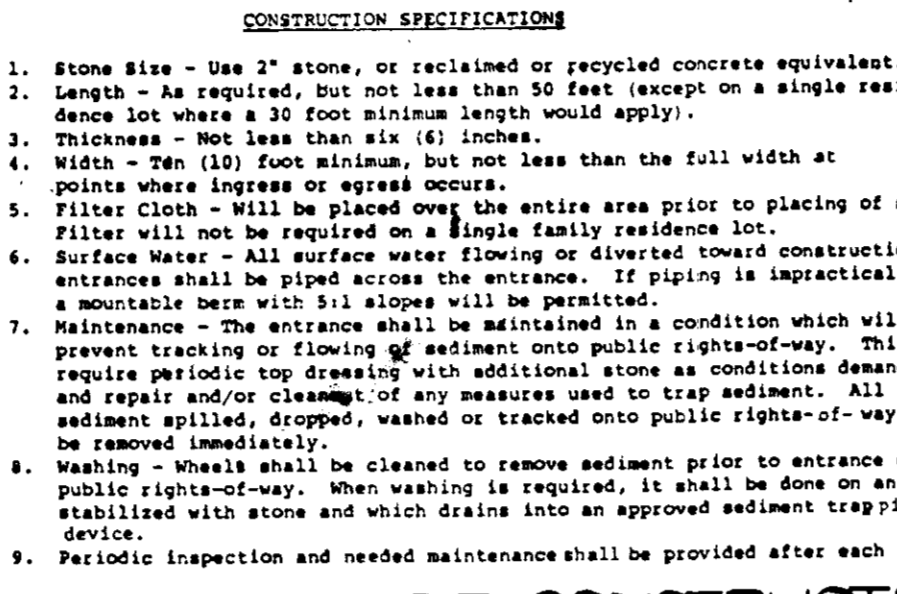 CONSTRUCTION SPECIFICATIONS
1. Stone Size - Use 2" stone, or reclaimed or recycled concrete equivalent.
2. Length - As required, but not less than 50 feet (except on a single resi
dence lot where a 30 foot minimum length would apply).
3. Thickness - Not less than six (6) inches.
4. Width - Ten (10) foot minimum, but not less than the full width at
points where ingress or egress occurs.
5. Filter Cloth - Will be placed over the entire area prior to placing of
Filter will not be required on a single family residence lot.
6. Surface Water - All surface water flowing or diverted toward constructi
entrances shall be piped across the entrance. If piping is impractical
a mountable berm with 5:1 slopes will be permitted.
7. Maintenance - The entrance shall be maintained in a condition which wil
prevent tracking or flowing of sediment onto public rights-of-way. Thi
require periodic top dressing with additional stone as conditions deman
and repair and/or cleanout of any measures used to trap sediment. All
sediment spilled, dropped, washed or tracked onto public rights-of-way
be removed immediately.
8. Washing - Wheels shall be cleaned to remove sediment prior to entrance
public rights-of-way. When washing is required, it shall be done on an
stabilized with stone and which drains into an approved sediment trappi
device.
9. Periodic inspection and needed maintenance shall be provided after each